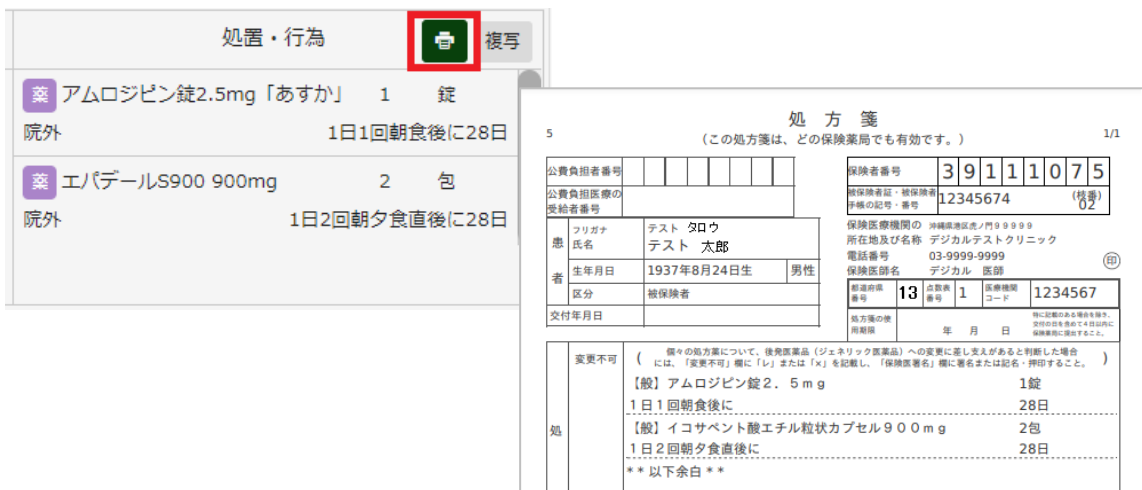 処置・行為
複写
薬 アムロジピン錠2.5mg「あすか」 1 錠
院外 1日1回朝食後に28日
薬 エパデールS900 900mg 2 包
院外 1日2回朝夕食直後に28日
処 方 箋
5 (この処方箋は、どの保険薬局でも有効です。) 1/1
公費負担者番号
公費負担医療の
受給者番号
保険者番号 39111075
被保険者証・被保険者
手帳の記号・番号 12345674 (枝番)
02
患者
フリガナ テスト タロウ
氏名 テスト 太郎
生年月日 1937年8月24日生 男性
区分 被保険者
交付年月日
保険医療機関の 沖縄県港区虎ノ門99999
所在地及び名称 デジカルテストクリニック
電話番号 03-9999-9999
保険医師名 デジカル 医師 印
都道府県
番号 13 点数表
番号 1 医療機関
コード 1234567
処方箋の使
用期限 年 月 日
特に記載のある場合を除き、
交付の日を含めて4日以内に
保険薬局に提出すること。
処
変更不可
( 個々の処方薬について、後発医薬品(ジェネリック医薬品)への変更に差し支えがあると判断した場合
には、「変更不可」欄に「レ」または「×」を記載し、「保険医署名」欄に署名または記名・押印すること。 )
【般】アムロジピン錠2.5mg 1錠
1日1回朝食後に 28日
【般】イコサペント酸エチル粒状カプセル900mg 2包
1日2回朝夕食直後に 28日
**以下余白**